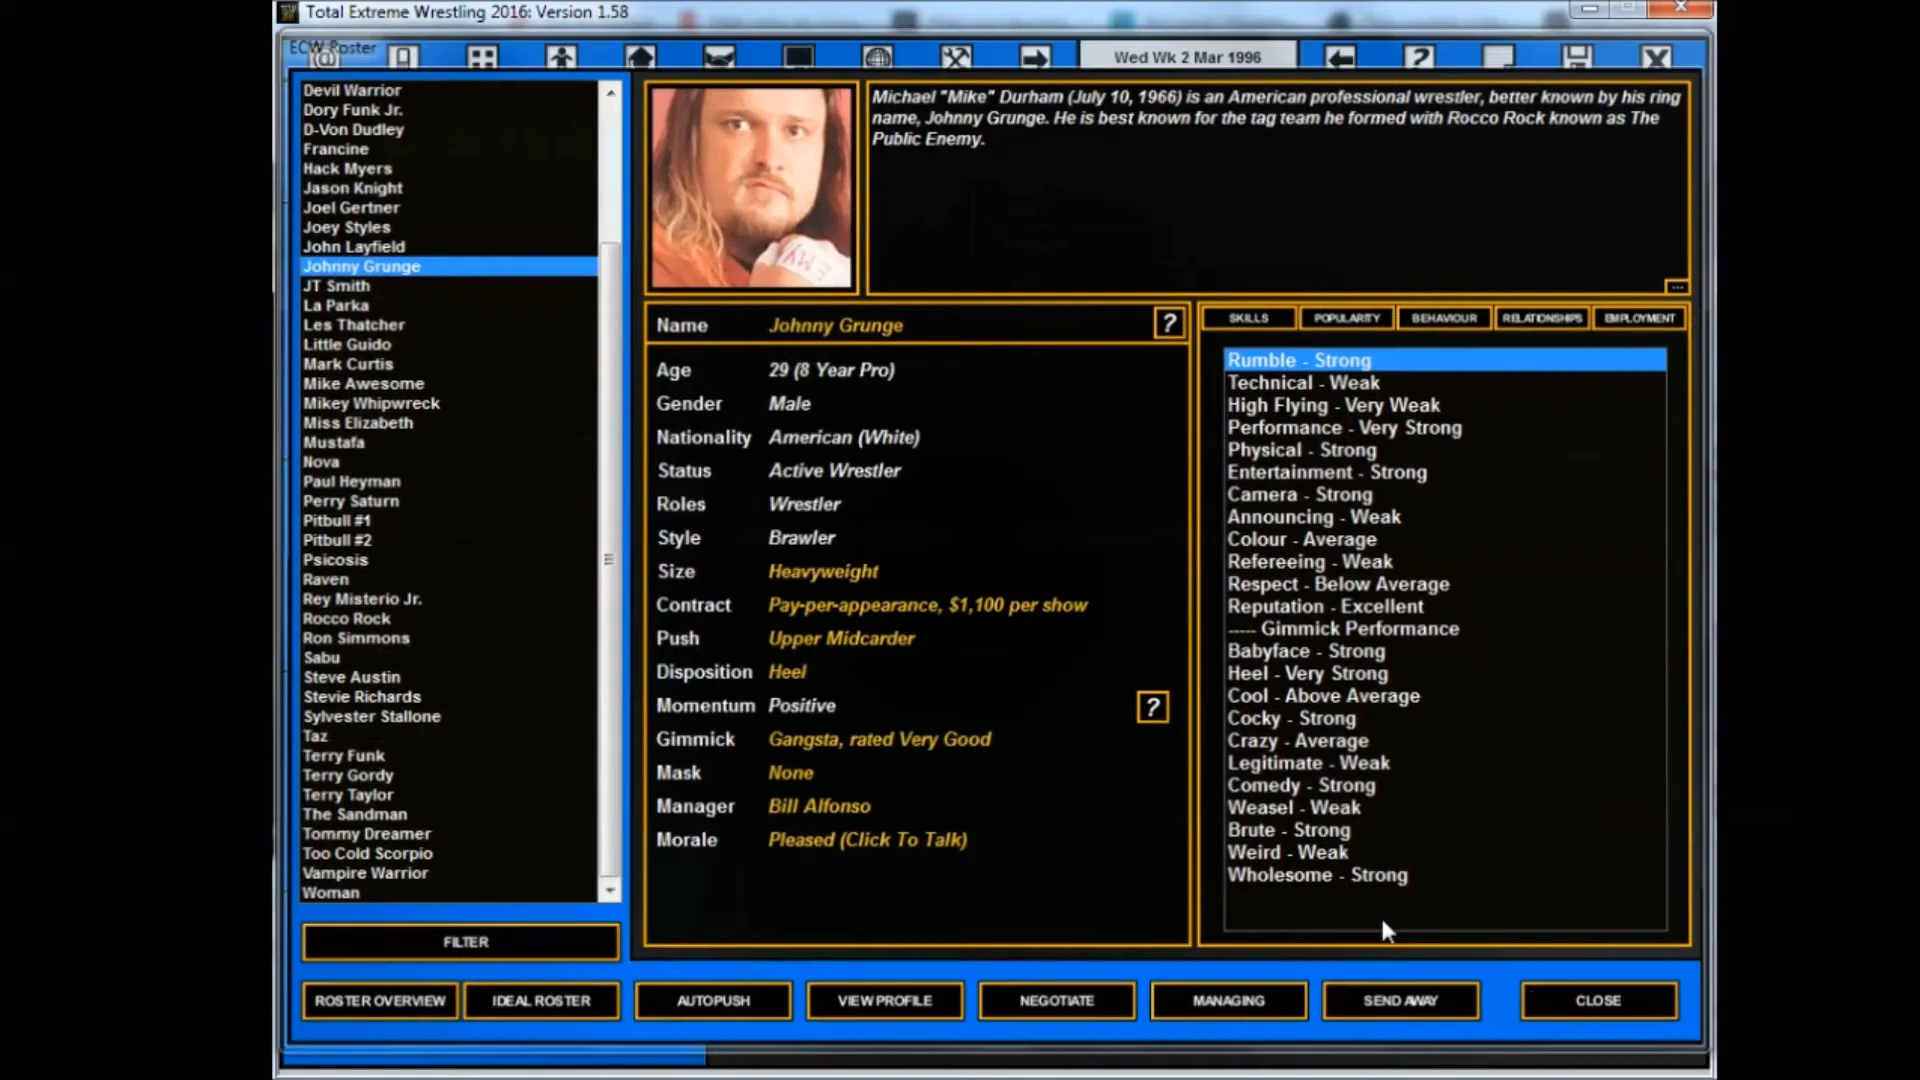 Total Extreme Wrestling 2016: Version 1.58
ECW Roster
Wed Wk 2 Mar 1996
Devil Warrior
Dory Funk Jr.
D-Von Dudley
Francine
Hack Myers
Jason Knight
Joel Gertner
Joey Styles
John Layfield
Johnny Grunge
JT Smith
La Parka
Les Thatcher
Little Guido
Mark Curtis
Mike Awesome
Mikey Whipwreck
Miss Elizabeth
Mustafa
Nova
Paul Heyman
Perry Saturn
Pitbull #1
Pitbull #2
Psicosis
Raven
Rey Misterio Jr.
Rocco Rock
Ron Simmons
Sabu
Steve Austin
Stevie Richards
Sylvester Stallone
Taz
Terry Funk
Terry Gordy
Terry Taylor
The Sandman
Tommy Dreamer
Too Cold Scorpio
Vampire Warrior
Woman
FILTER
Michael "Mike" Durham (July 10, 1966) is an American professional wrestler, better known by his ring
name, Johnny Grunge. He is best known for the tag team he formed with Rocco Rock known as The
Public Enemy.
...
Name Johnny Grunge ?
Age 29 (8 Year Pro)
Gender Male
Nationality American (White)
Status Active Wrestler
Roles Wrestler
Style Brawler
Size Heavyweight
Contract Pay-per-appearance, $1,100 per show
Push Upper Midcarder
Disposition Heel
Momentum Positive ?
Gimmick Gangsta, rated Very Good
Mask None
Manager Bill Alfonso
Morale Pleased (Click To Talk)
SKILLS POPULARITY BEHAVIOUR RELATIONSHIPS EMPLOYMENT
Rumble - Strong
Technical - Weak
High Flying - Very Weak
Performance - Very Strong
Physical - Strong
Entertainment - Strong
Camera - Strong
Announcing - Weak
Colour - Average
Refereeing - Weak
Respect - Below Average
Reputation - Excellent
----- Gimmick Performance
Babyface - Strong
Heel - Very Strong
Cool - Above Average
Cocky - Strong
Crazy - Average
Legitimate - Weak
Comedy - Strong
Weasel - Weak
Brute - Strong
Weird - Weak
Wholesome - Strong
ROSTER OVERVIEW IDEAL ROSTER AUTOPUSH VIEW PROFILE NEGOTIATE MANAGING SEND AWAY CLOSE